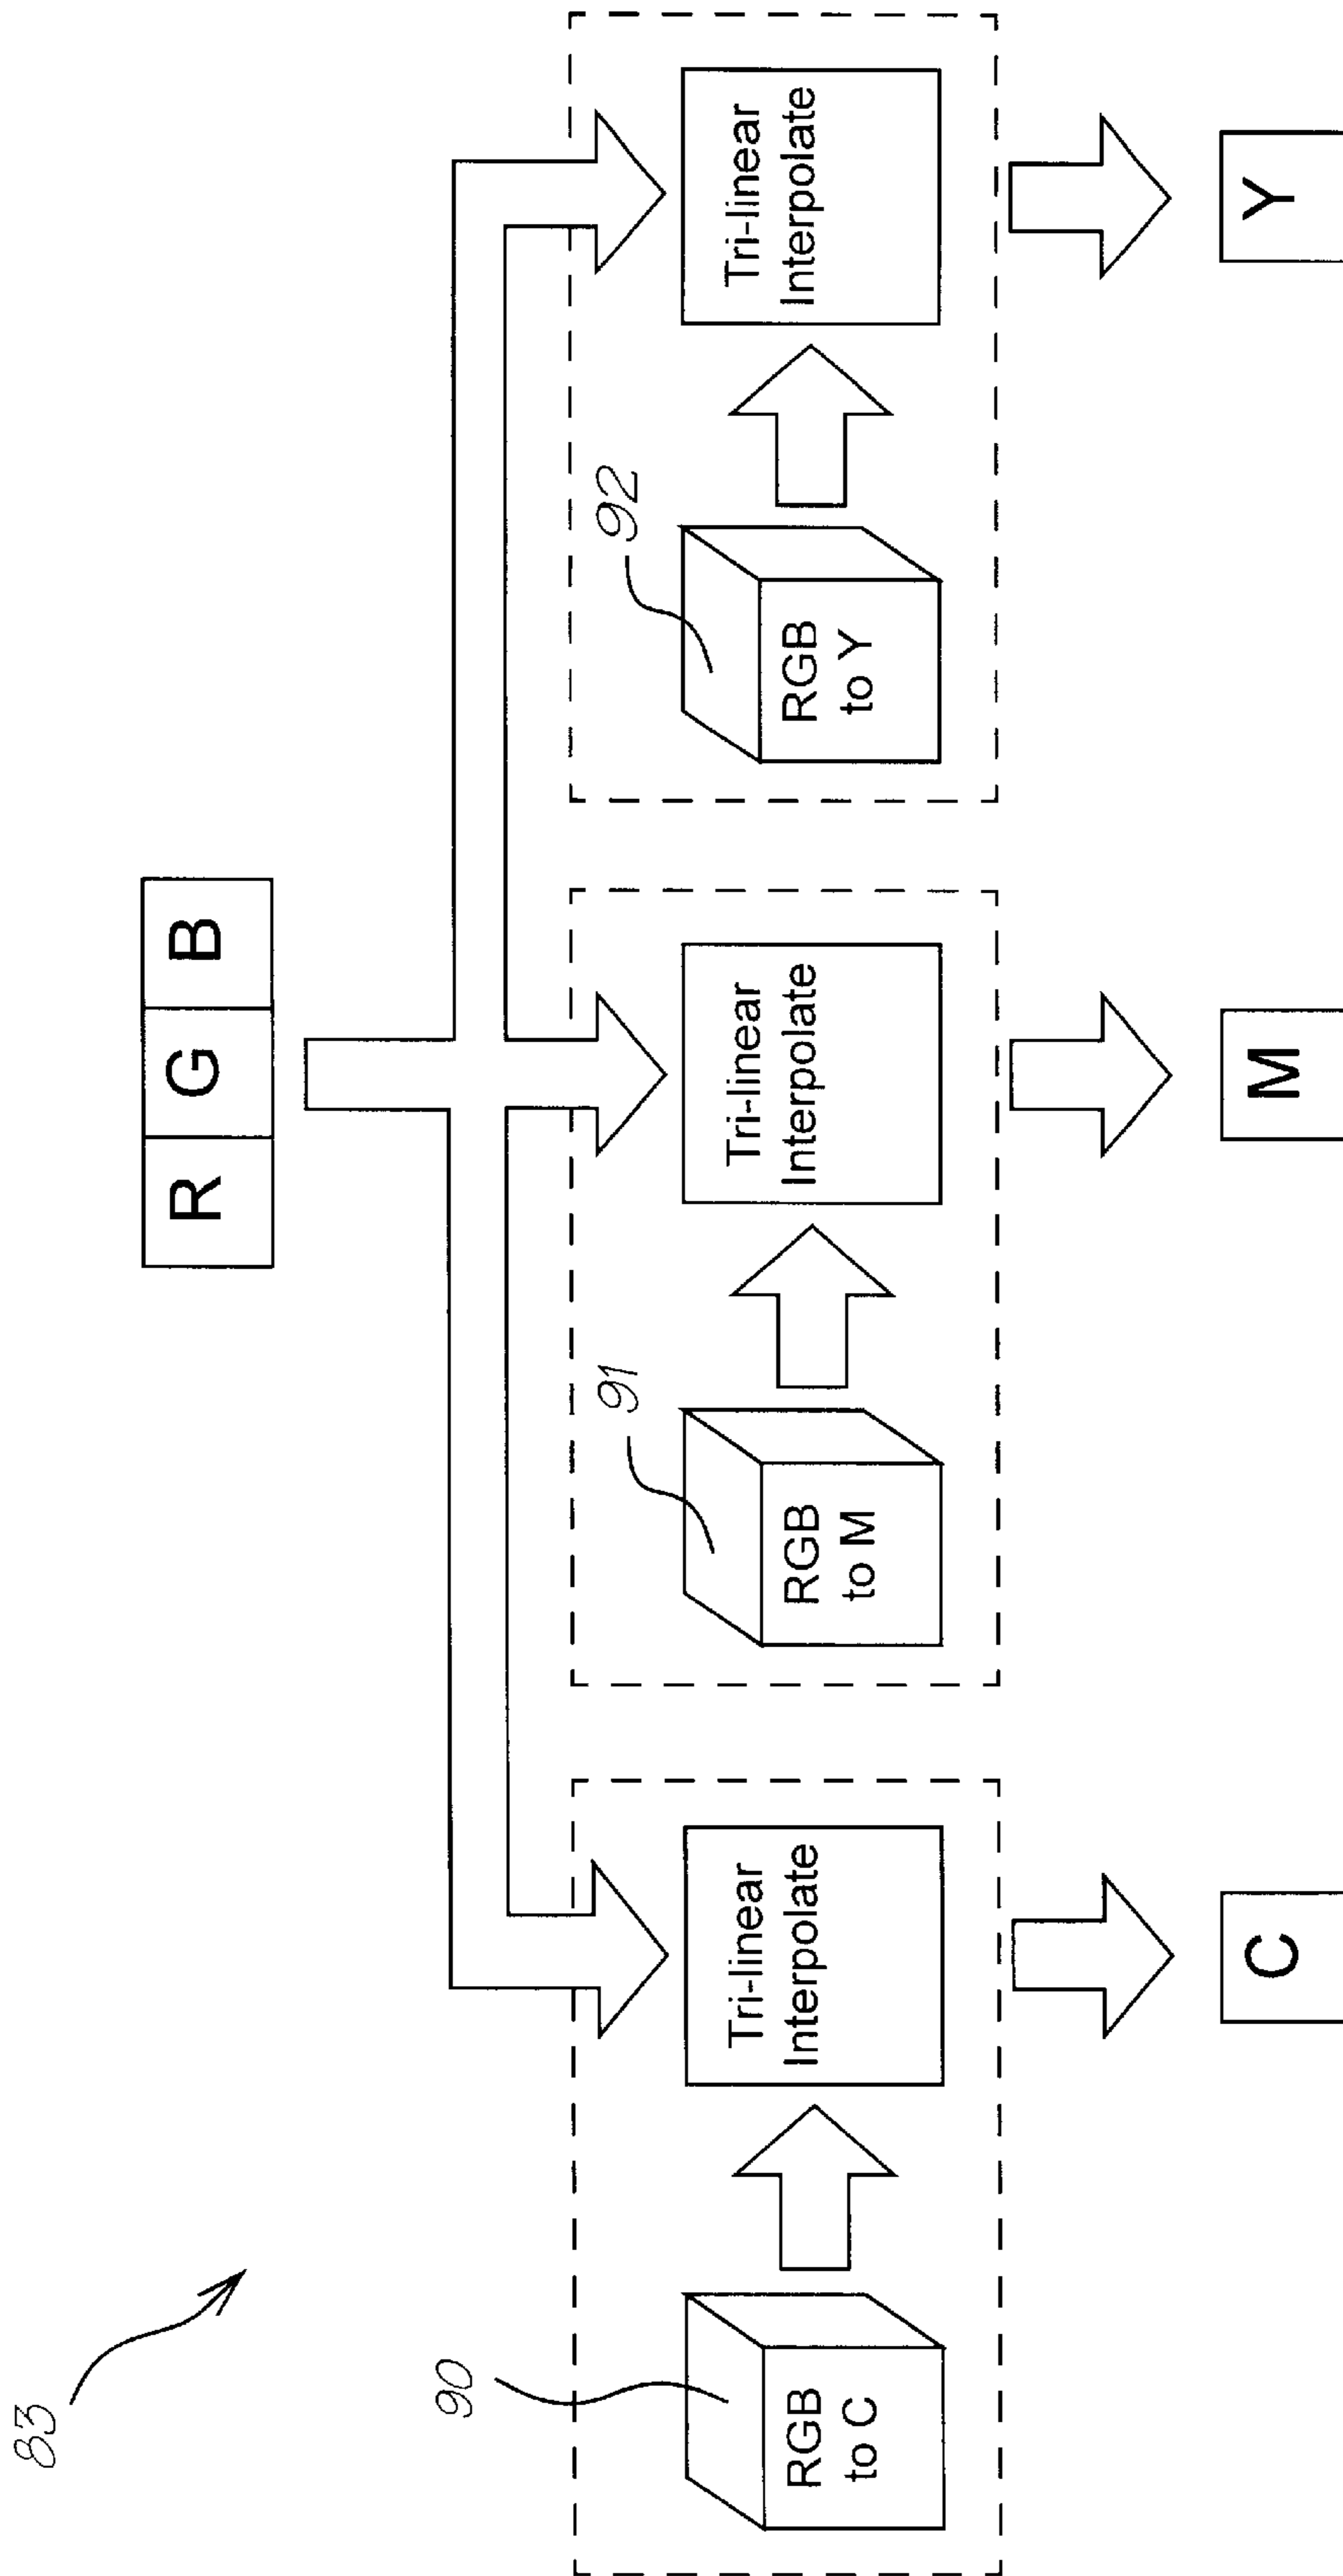 83
R G B
90
RGB
to C
Tri-linear
Interpolate
91
RGB
to M
Tri-linear
Interpolate
92
RGB
to Y
Tri-linear
Interpolate
C
M
Y